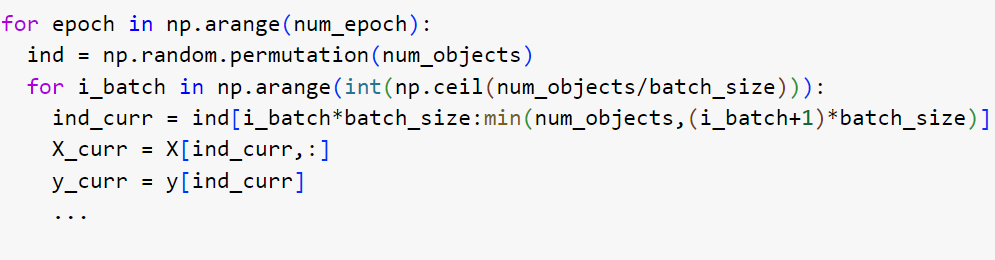 for epoch in np.arange(num_epoch):
  ind = np.random.permutation(num_objects)
  for i_batch in np.arange(int(np.ceil(num_objects/batch_size))):
    ind_curr = ind[i_batch*batch_size:min(num_objects,(i_batch+1)*batch_size)]
    X_curr = X[ind_curr,:]
    y_curr = y[ind_curr]
    ...